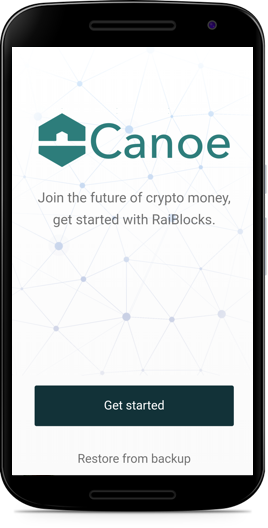 Canoe
Join the future of crypto money,
get started with RaiBlocks.
Get started
Restore from backup